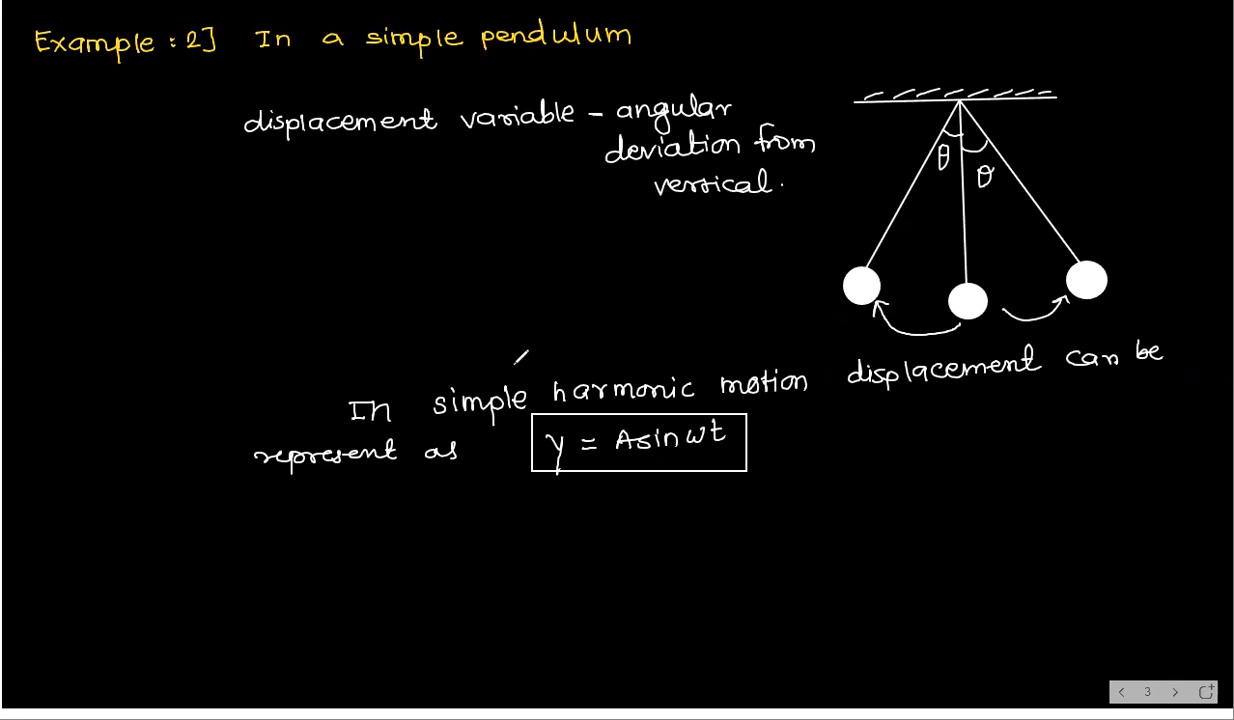 Example : 2] In a simple pendulum
displacement variable - angular
deviation from
vertical.
θ
θ
In simple harmonic motion displacement can be
represent as y = Asinωt
3